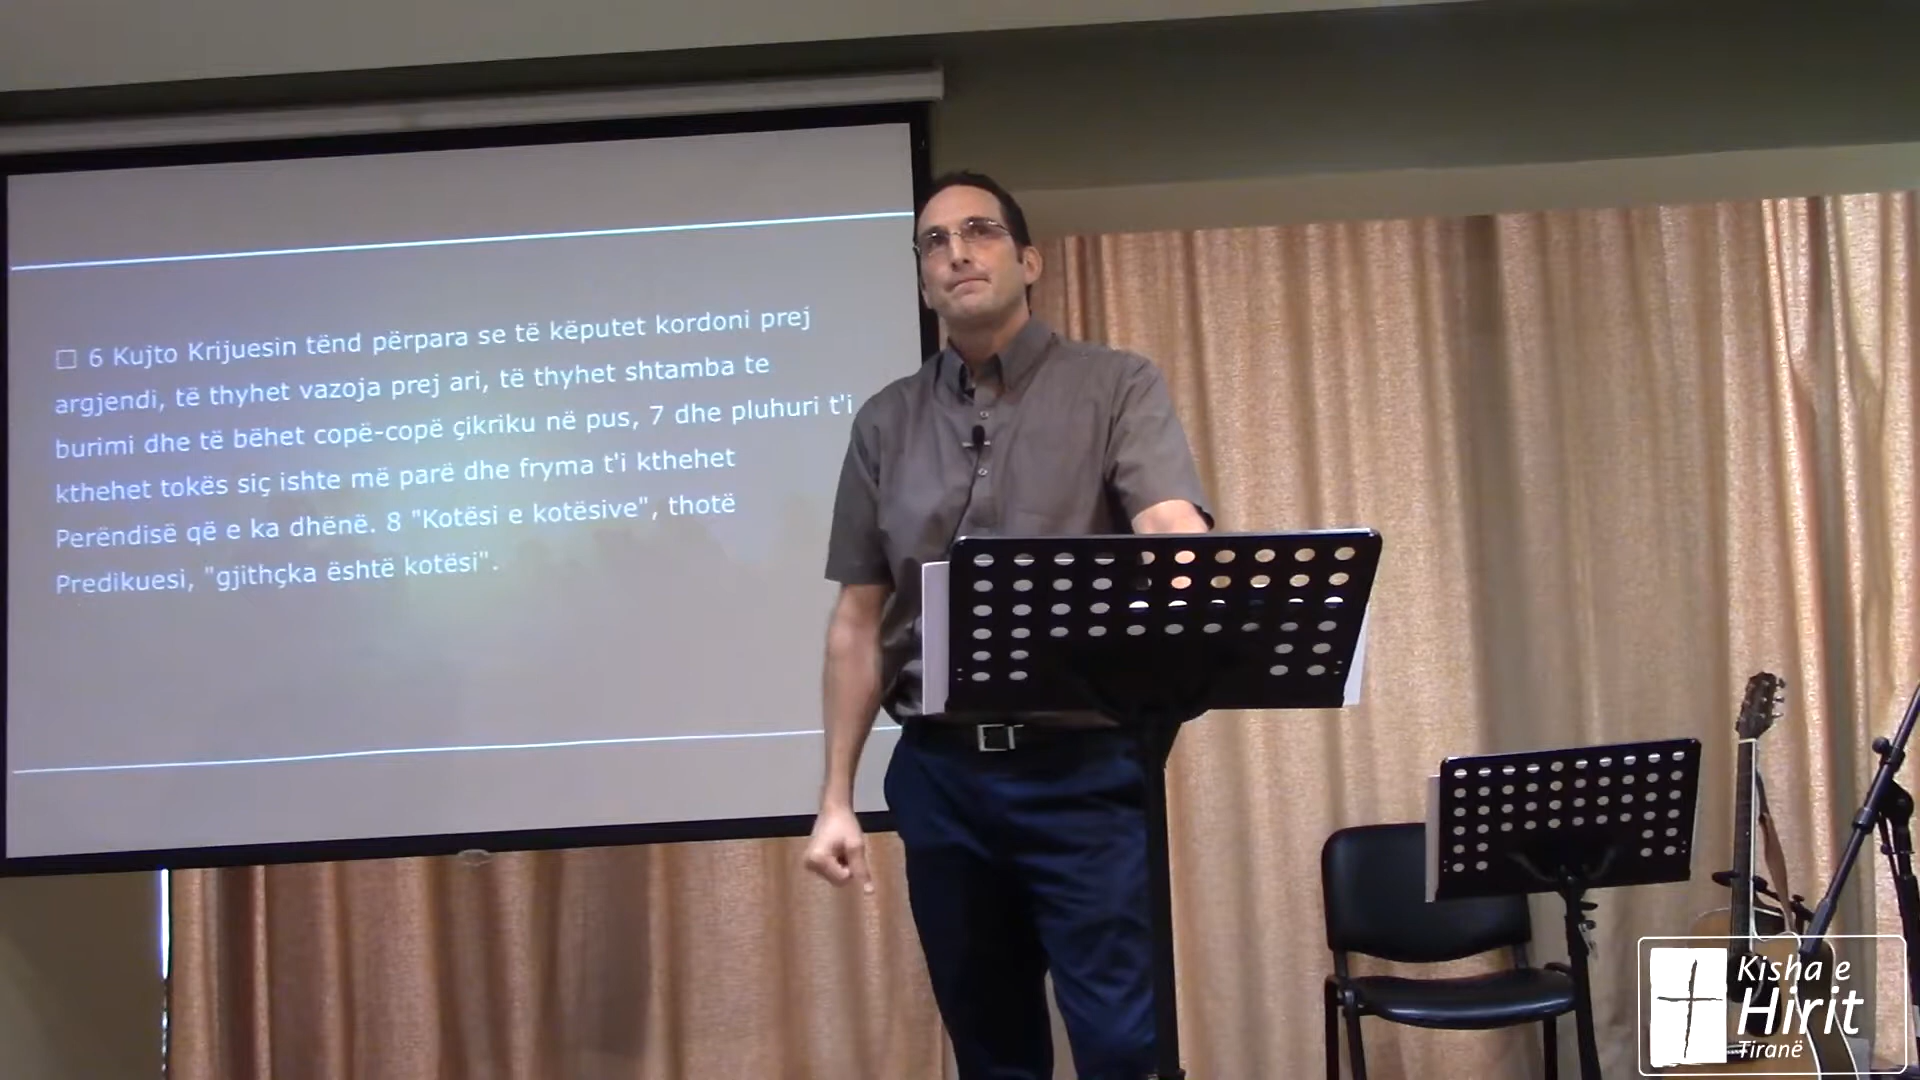 ☐ 6 Kujto Krijuesin tënd përpara se të këputet kordoni prej
argjendi, të thyhet vazoja prej ari, të thyhet shtamba te
burimi dhe të bëhet copë-copë çikriku në pus, 7 dhe pluhuri t'i
kthehet tokës siç ishte më parë dhe fryma t'i kthehet
Perëndisë që e ka dhënë. 8 "Kotësi e kotësive", thotë
Predikuesi, "gjithçka është kotësi".
Kisha e
Hirit
Tiranë